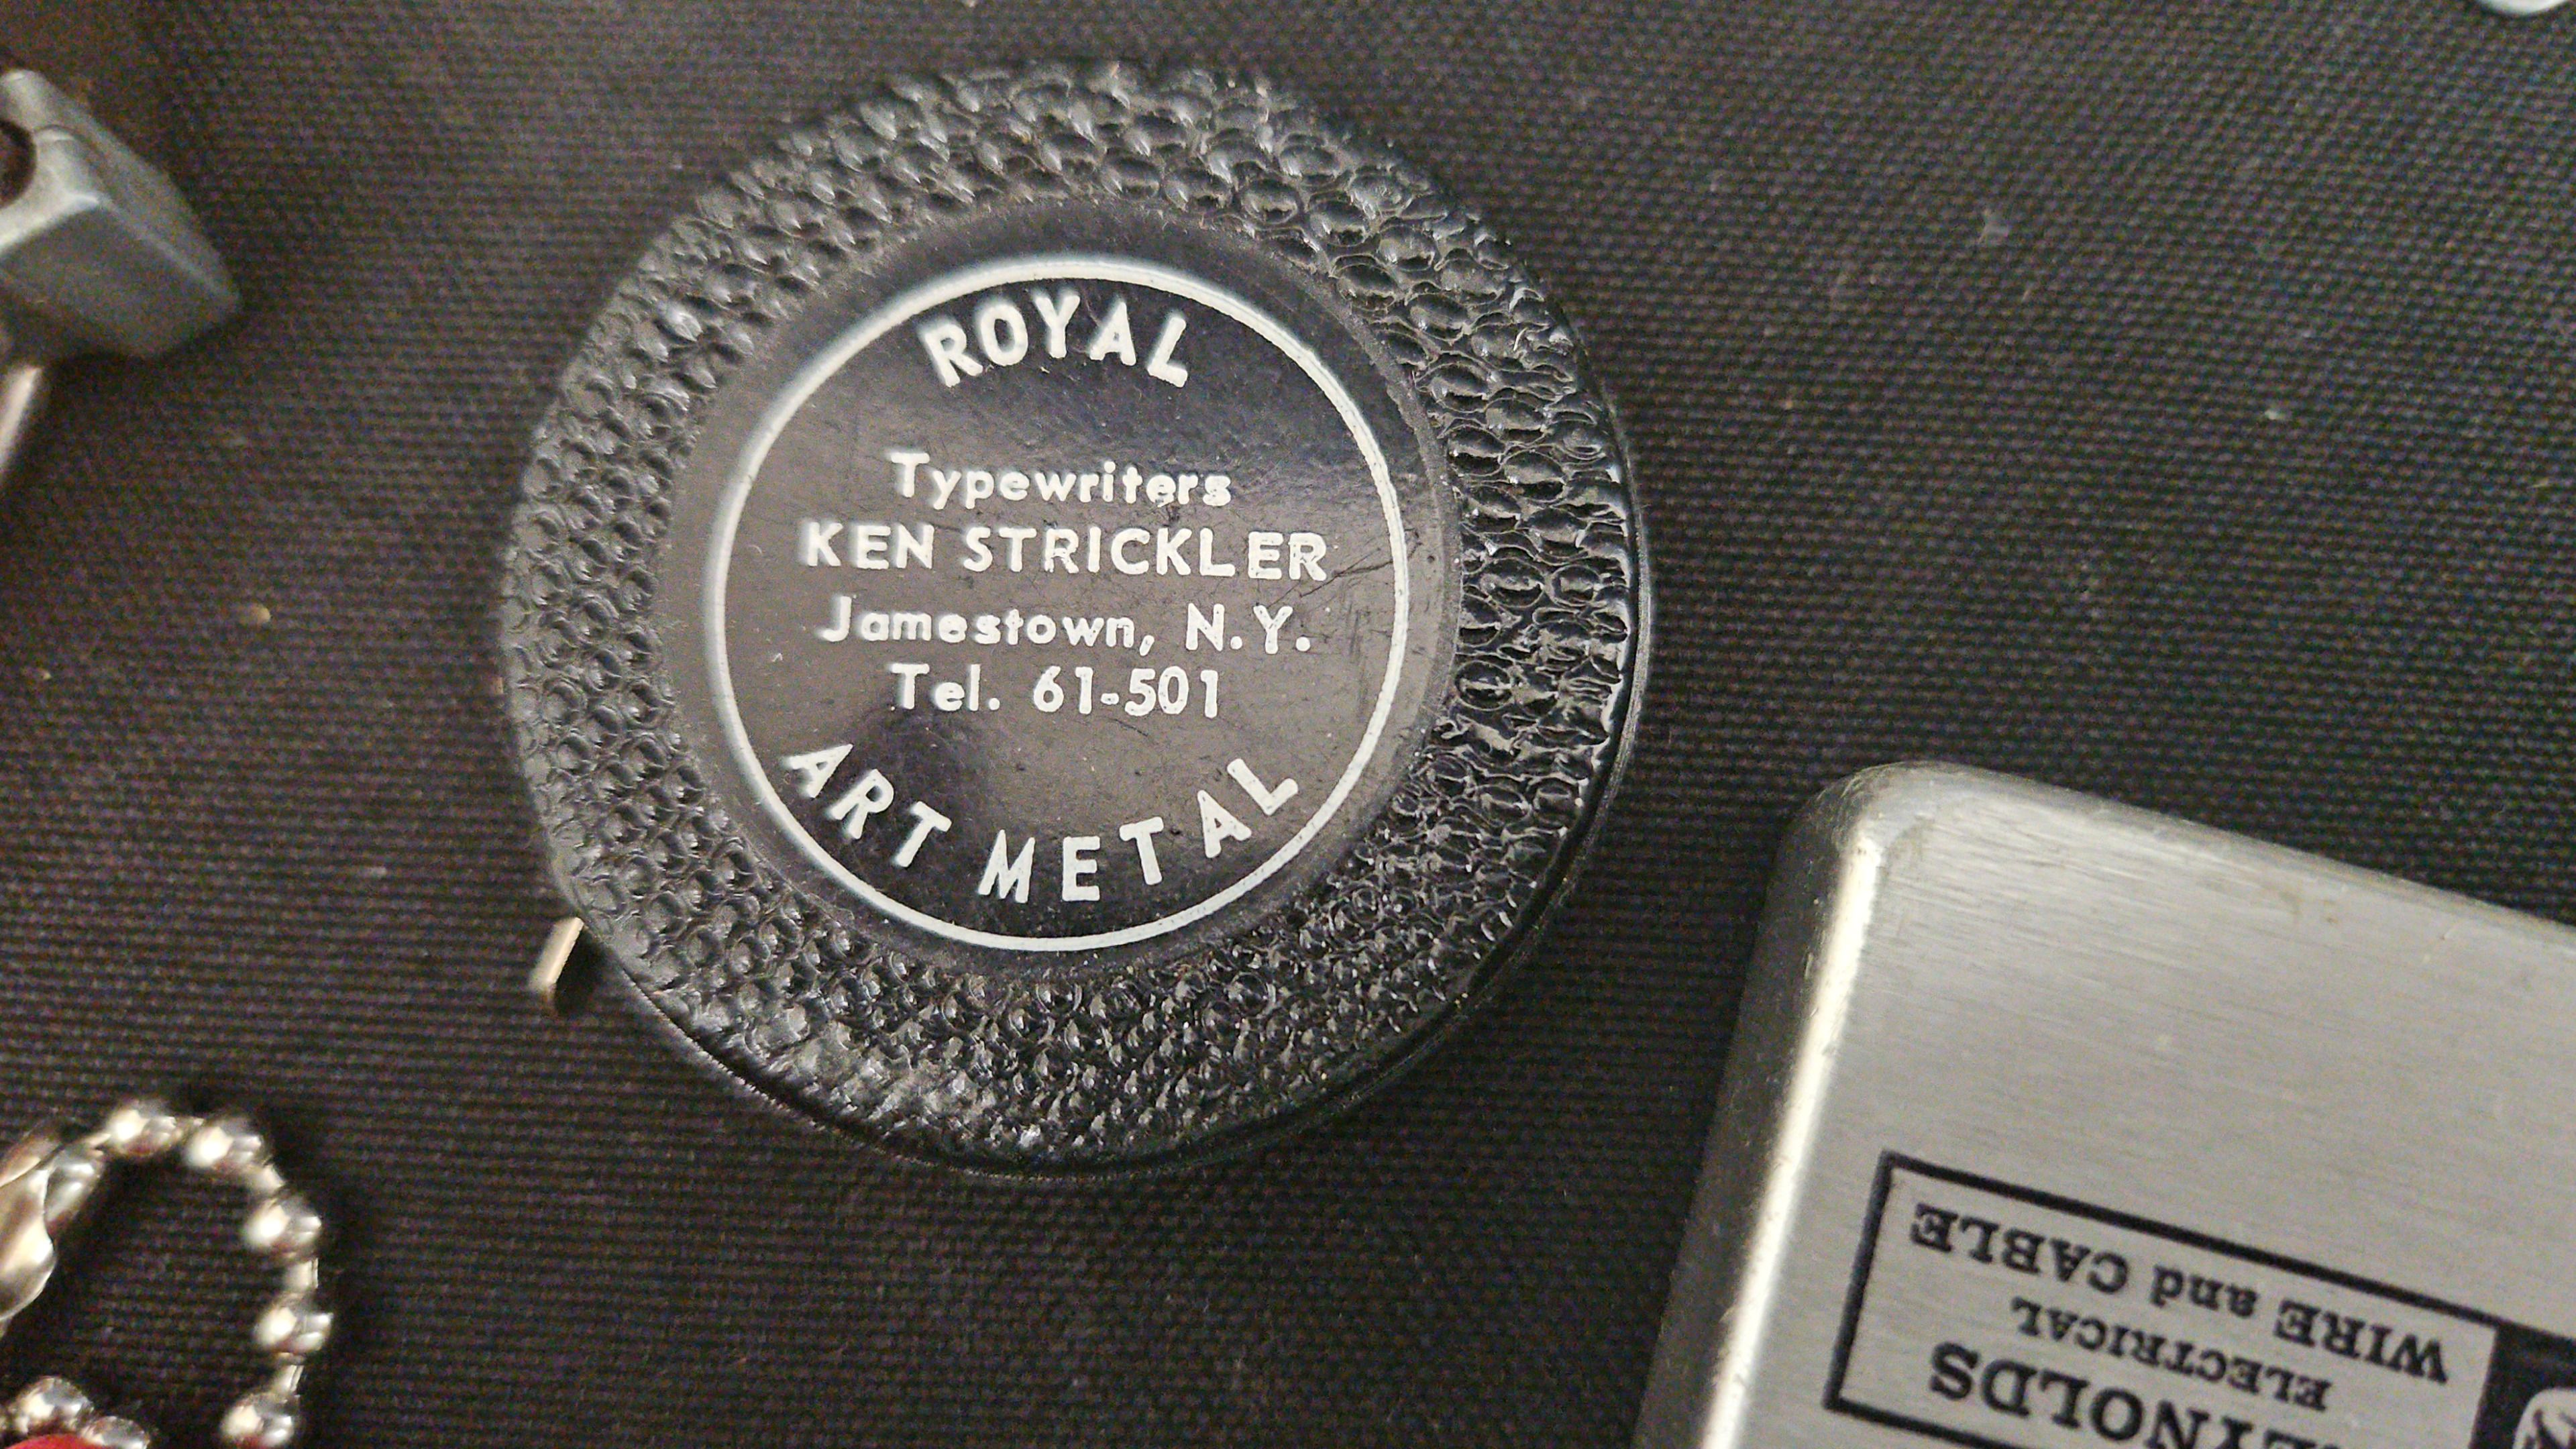 ROYAL
Typewriters
KEN STRICKLER
Jamestown, N.Y.
Tel. 61-501
ART METAL
ELECTRICAL
WIRE and CABLE